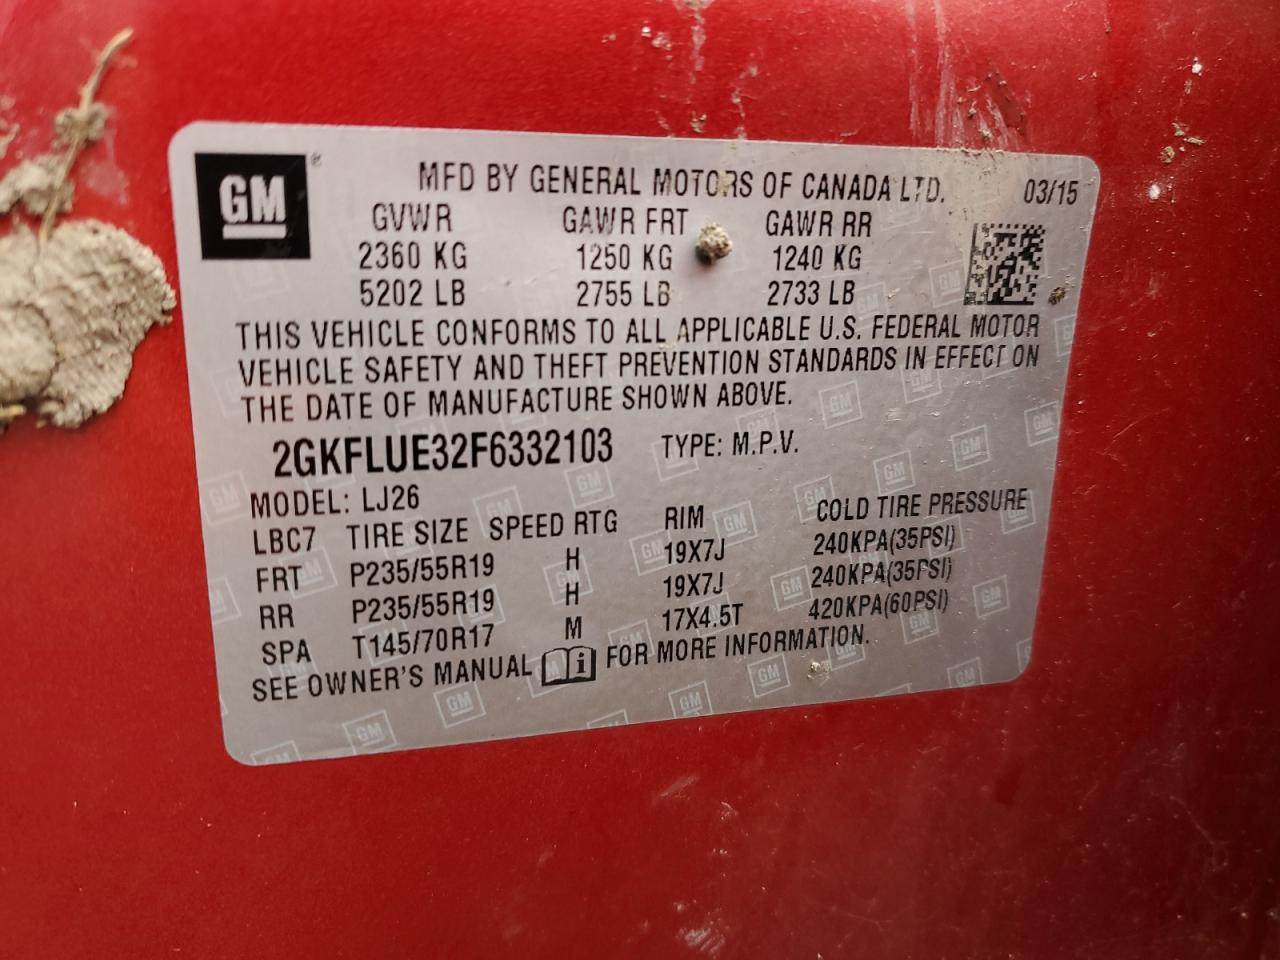 GM ®
MFD BY GENERAL MOTORS OF CANADA LTD. 03/15
GVWR GAWR FRT GAWR RR
2360 KG 1250 KG 1240 KG
5202 LB 2755 LB 2733 LB
THIS VEHICLE CONFORMS TO ALL APPLICABLE U.S. FEDERAL MOTOR
VEHICLE SAFETY AND THEFT PREVENTION STANDARDS IN EFFECT ON
THE DATE OF MANUFACTURE SHOWN ABOVE.
2GKFLUE32F6332103 TYPE: M.P.V.
MODEL: LJ26
LBC7 TIRE SIZE SPEED RTG RIM COLD TIRE PRESSURE
FRT P235/55R19 H 19X7J 240KPA(35PSI)
RR P235/55R19 H 19X7J 240KPA(35PSI)
SPA T145/70R17 M 17X4.5T 420KPA(60PSI)
SEE OWNER'S MANUAL i FOR MORE INFORMATION.